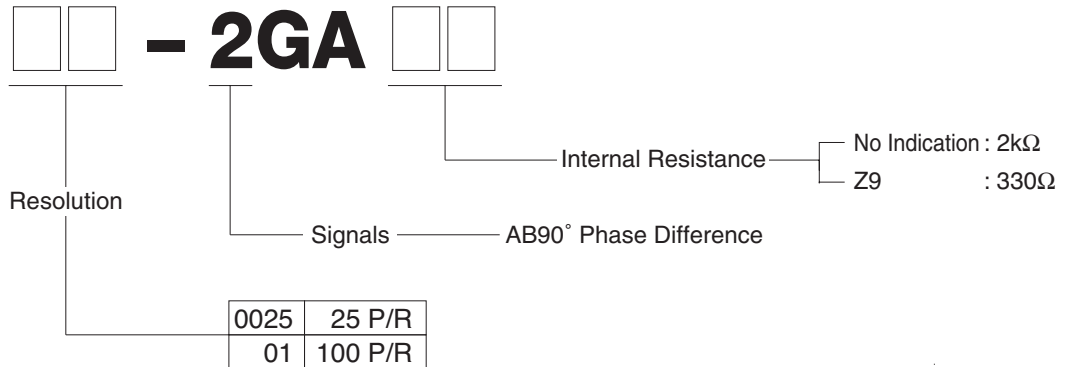 – 2GA
No Indication : 2kΩ
Internal Resistance
Z9 : 330Ω
Resolution
Signals AB90° Phase Difference
0025 25 P/R
01 100 P/R